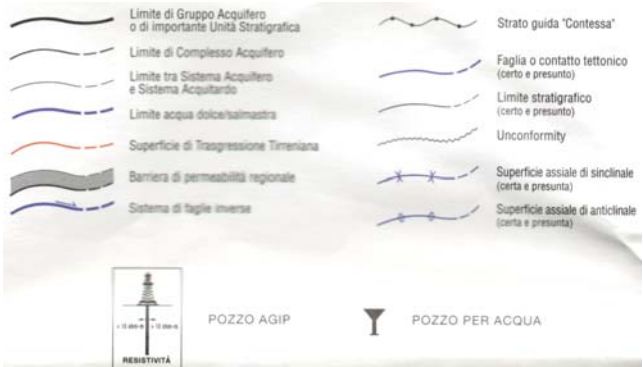 Limite di Gruppo Acquifero
o di importante Unità Stratigrafica
Limite di Complesso Acquifero
Limite tra Sistema Acquifero
e Sistema Acquitardo
Limite acqua dolce/salmastra
Superficie di Trasgressione Tirreniana
Barriera di permeabilità regionale
Sistema di faglie inverse
Strato guida "Contessa"
Faglia o contatto tettonico
(certo e presunto)
Limite stratigrafico
(certo e presunto)
Unconformity
Superficie assiale di sinclinale
(certa e presunta)
Superficie assiale di anticlinale
(certa e presunta)
RESISTIVITÁ
POZZO AGIP
POZZO PER ACQUA